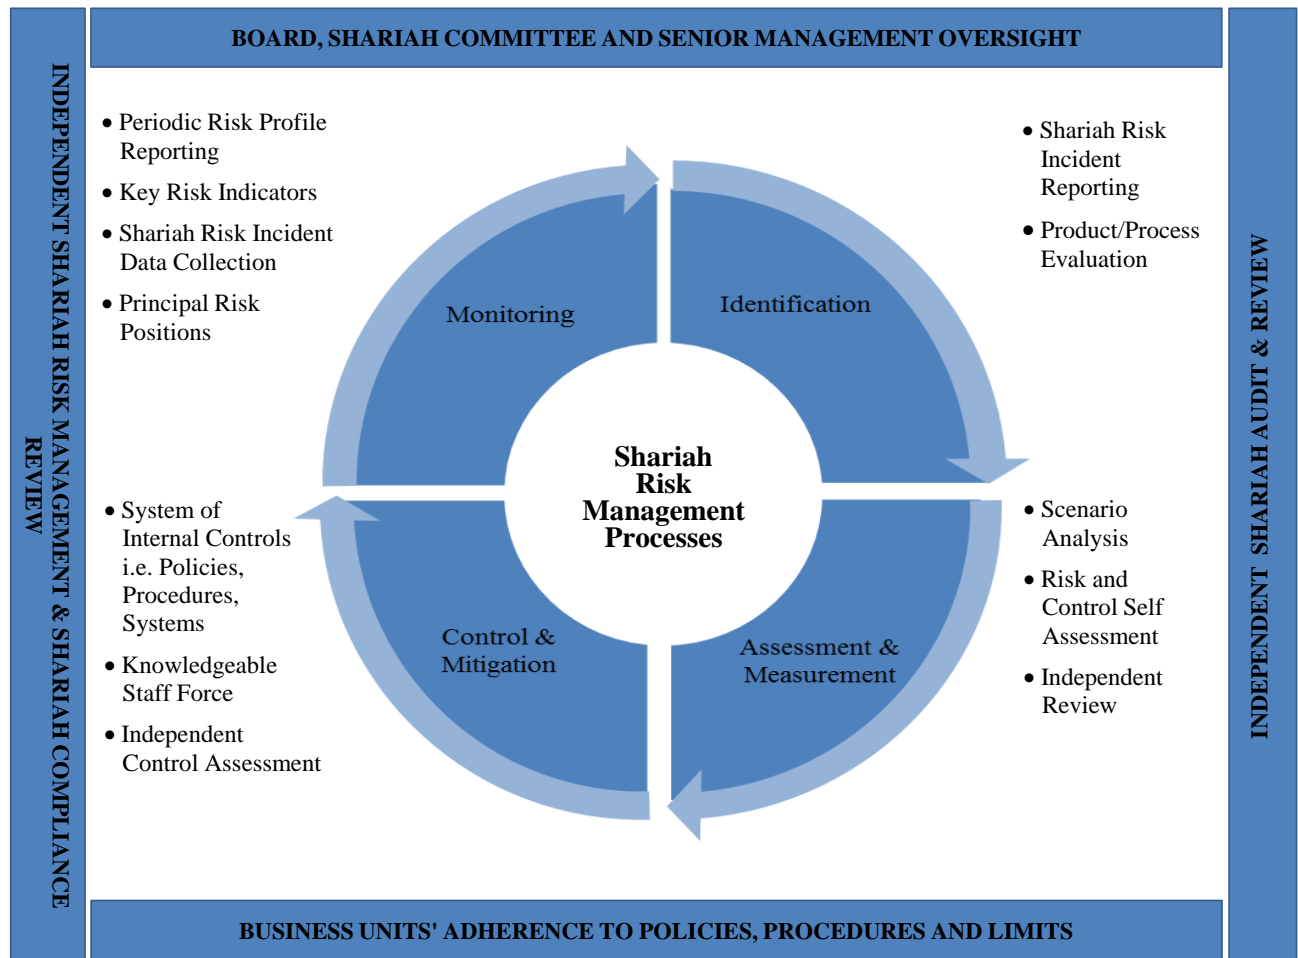 BOARD, SHARIAH COMMITTEE AND SENIOR MANAGEMENT OVERSIGHT
INDEPENDENT SHARIAH RISK MANAGEMENT & SHARIAH COMPLIANCE
REVIEW
• Periodic Risk Profile
Reporting
• Key Risk Indicators
• Shariah Risk Incident
Data Collection
• Principal Risk
Positions
• Shariah Risk
Incident
Reporting
• Product/Process
Evaluation
Monitoring
Identification
Shariah
Risk
Management
Processes
• System of
Internal Controls
i.e. Policies,
Procedures,
Systems
• Knowledgeable
Staff Force
• Independent
Control Assessment
Control &
Mitigation
Assessment &
Measurement
• Scenario
Analysis
• Risk and
Control Self
Assessment
• Independent
Review
INDEPENDENT SHARIAH AUDIT & REVIEW
BUSINESS UNITS' ADHERENCE TO POLICIES, PROCEDURES AND LIMITS